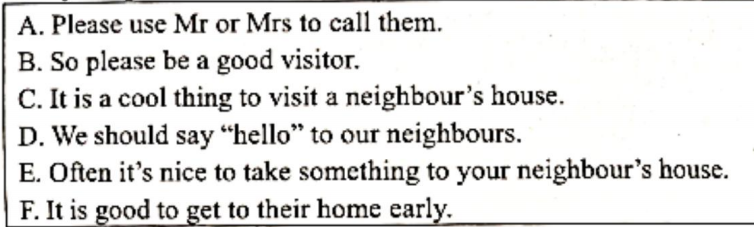 A. Please use Mr or Mrs to call them.
B. So please be a good visitor.
C. It is a cool thing to visit a neighbour’s house.
D. We should say “hello” to our neighbours.
E. Often it’s nice to take something to your neighbour’s house.
F. It is good to get to their home early.